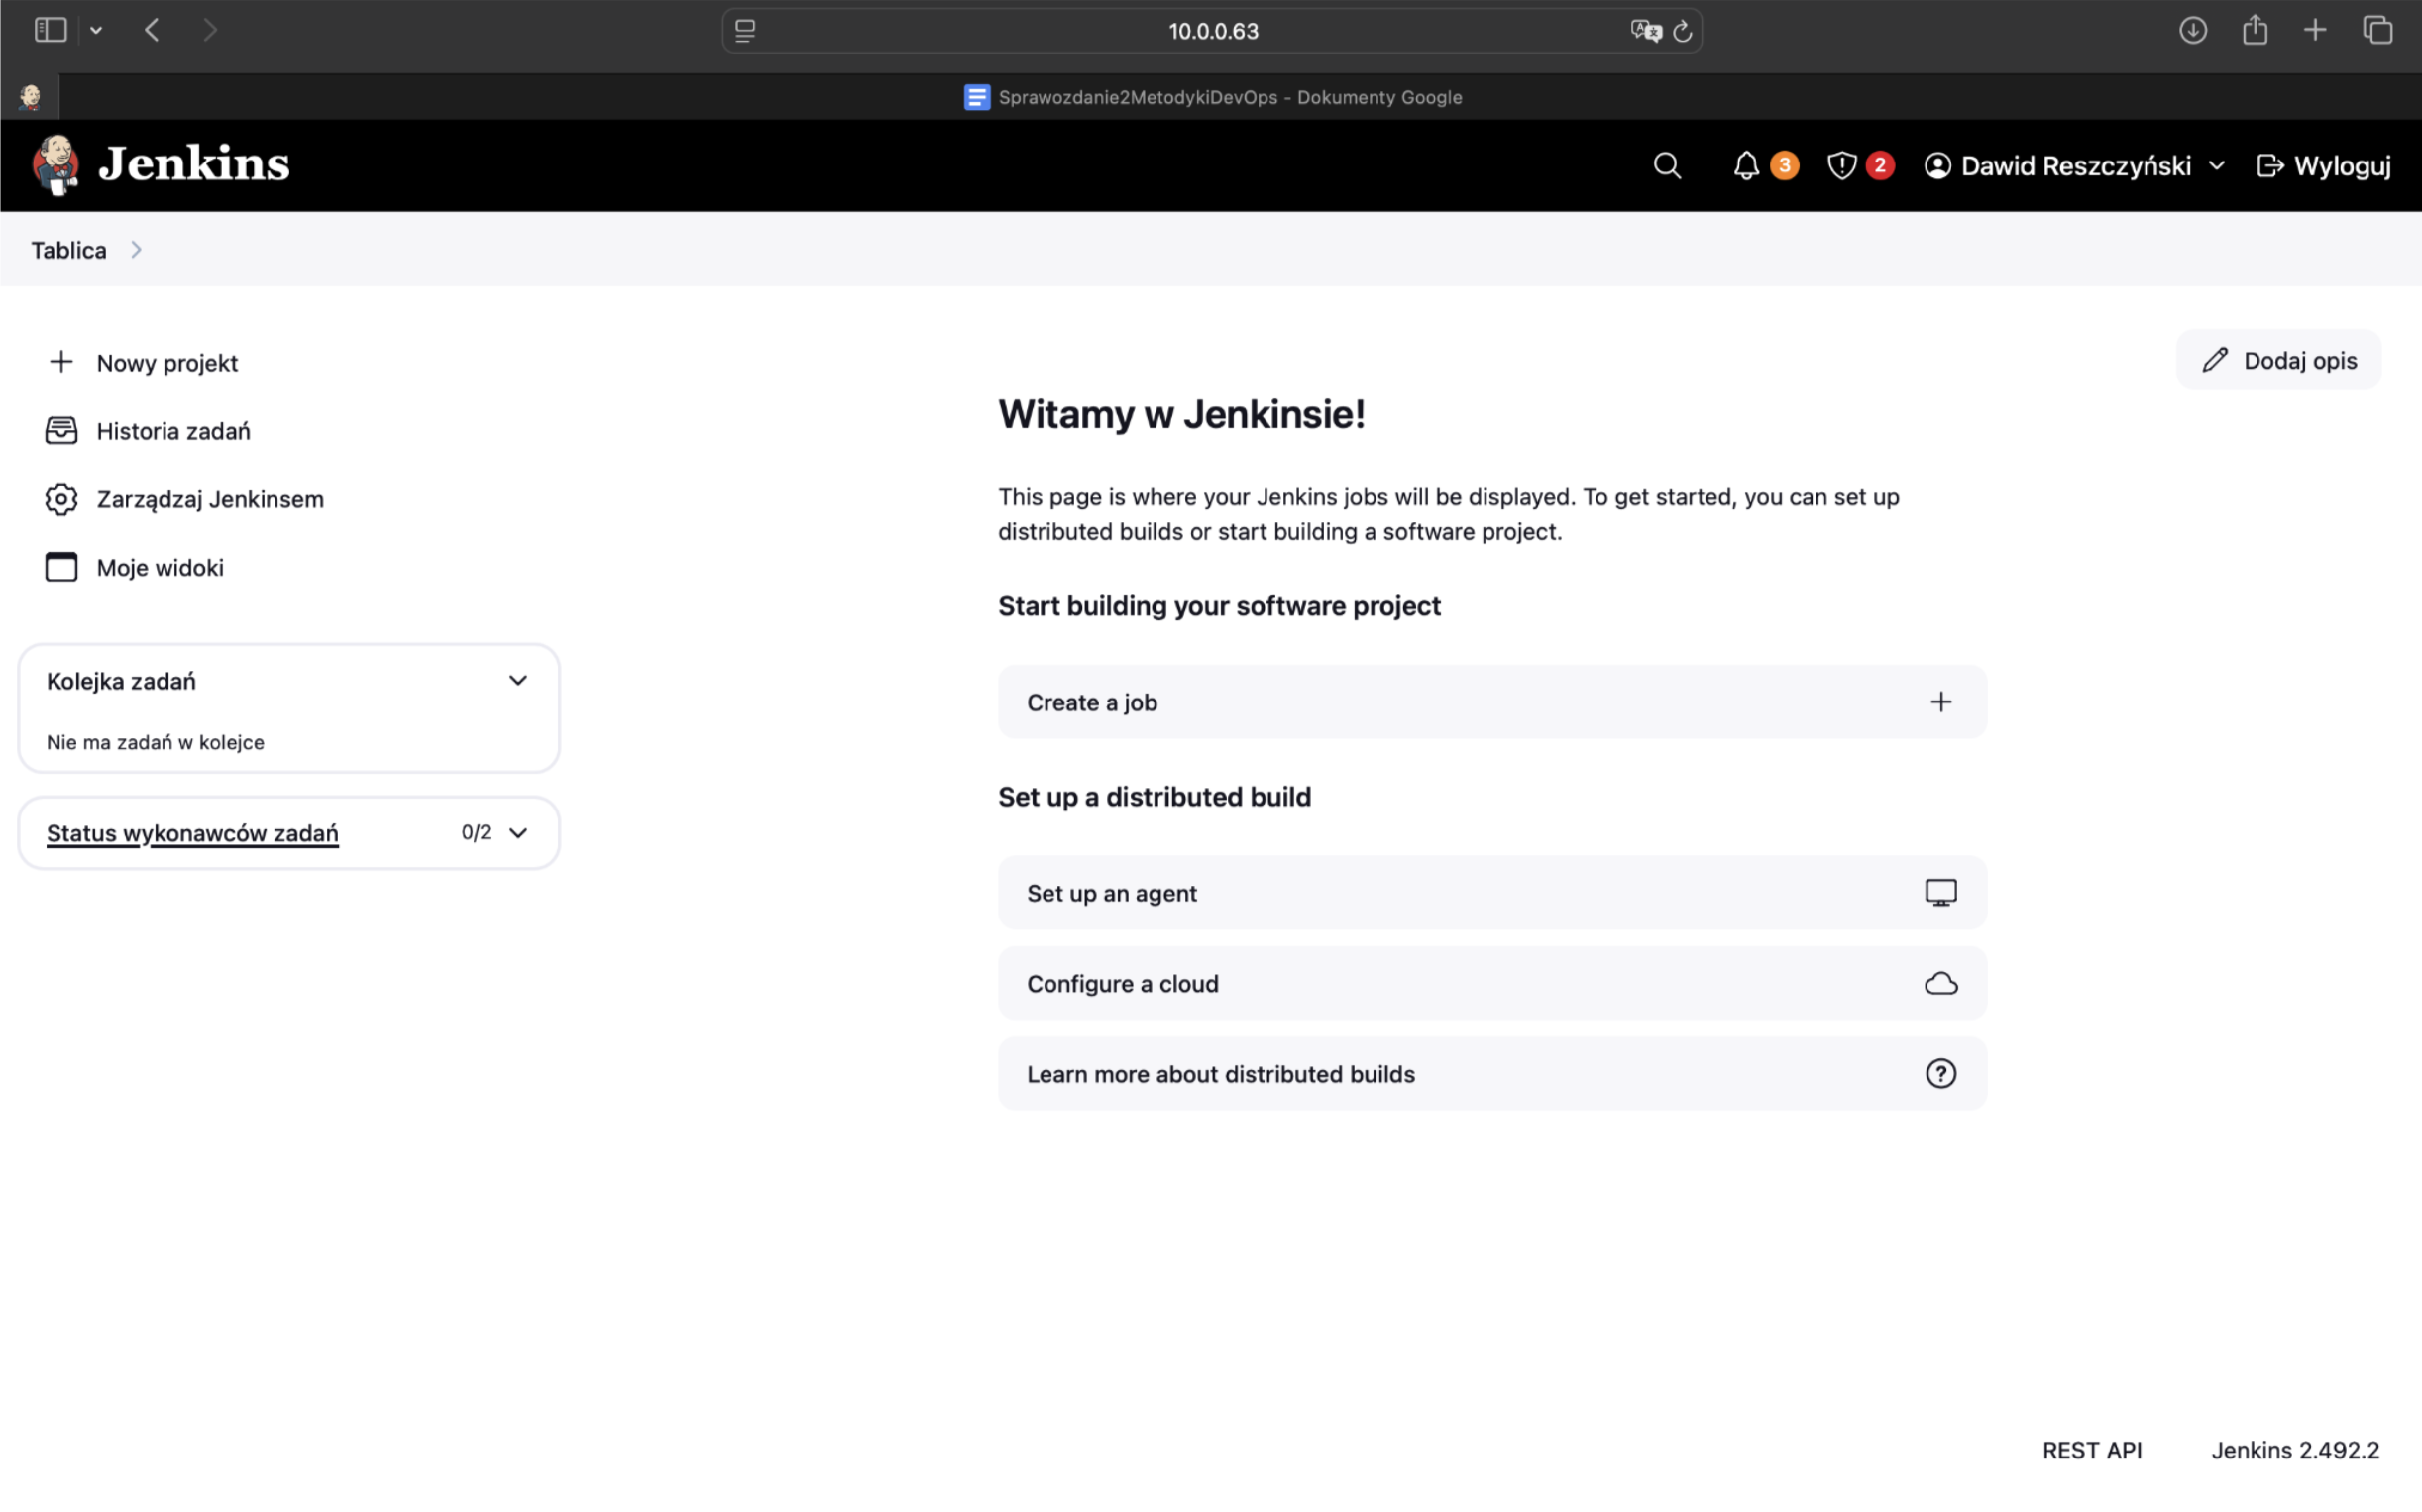 10.0.0.63
Sprawozdanie2MetodykiDevOps - Dokumenty Google
Jenkins
3
2
Dawid Reszczyński
Wyloguj
Tablica
Nowy projekt
Historia zadań
Zarządzaj Jenkinsem
Moje widoki
Kolejka zadań
Nie ma zadań w kolejce
Status wykonawców zadań 0/2
Dodaj opis
Witamy w Jenkinsie!
This page is where your Jenkins jobs will be displayed. To get started, you can set up
distributed builds or start building a software project.
Start building your software project
Create a job
Set up a distributed build
Set up an agent
Configure a cloud
Learn more about distributed builds
REST API
Jenkins 2.492.2